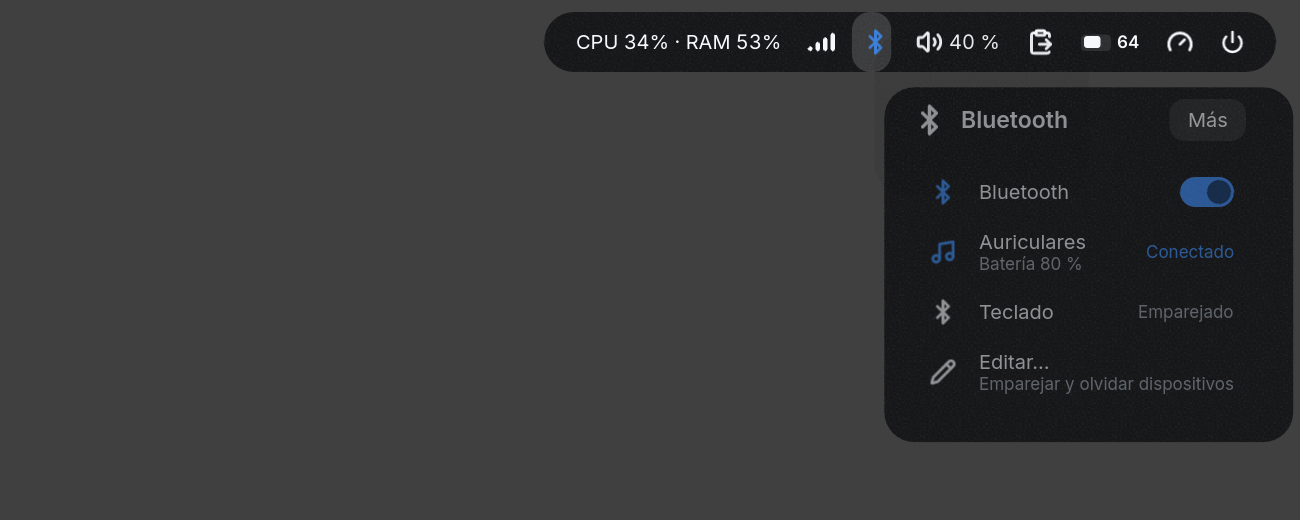 CPU 34% · RAM 53%
40 %
64
Bluetooth
Más
Bluetooth
Auriculares
Batería 80 %
Conectado
Teclado
Emparejado
Editar...
Emparejar y olvidar dispositivos